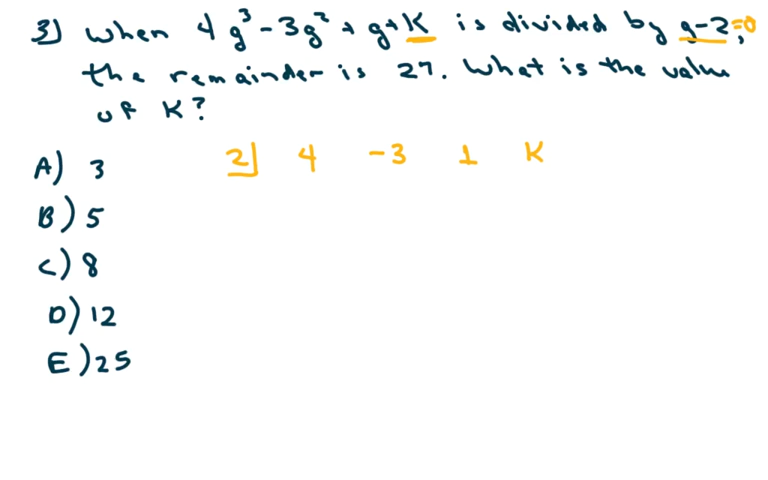 3) When 4g³-3g²+g+K is divided by g-2=0,
the remainder is 27. What is the value
of K?
A) 3
2| 4 -3 1 K
B) 5
C) 8
D) 12
E) 25